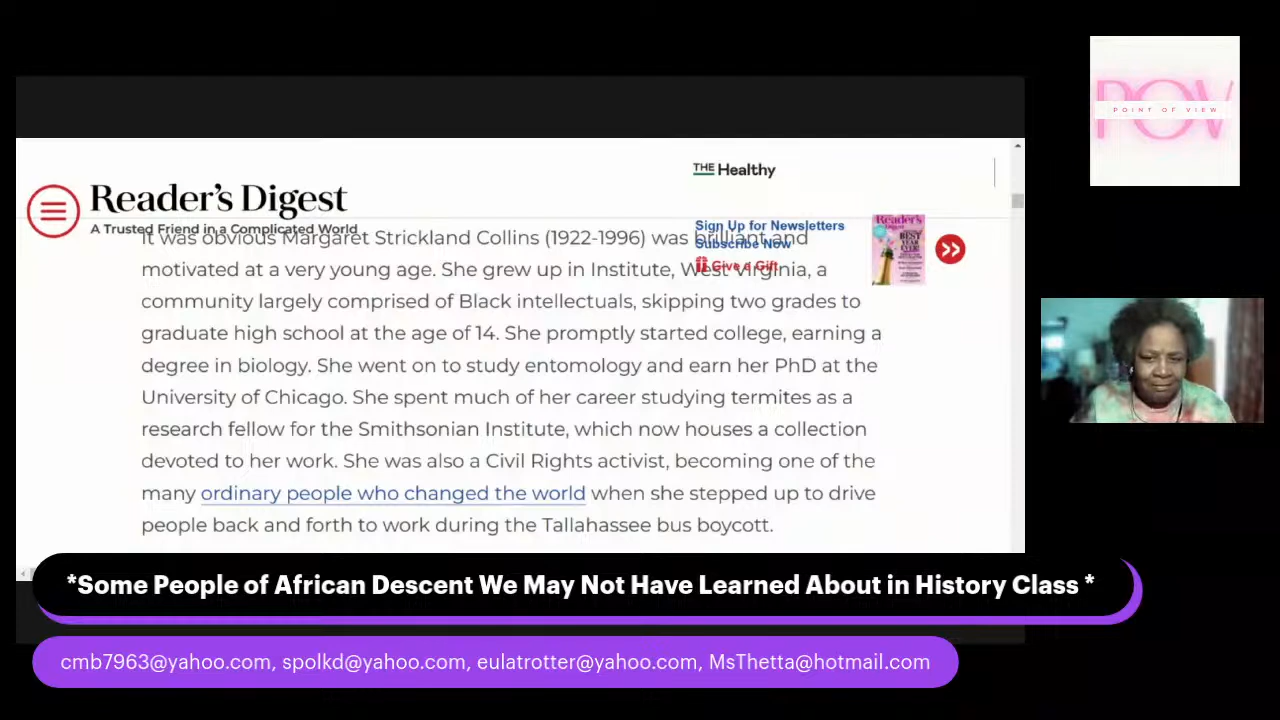 POV
POINT OF VIEW
THE Healthy
Reader's Digest
A Trusted Friend in a Complicated World
Sign Up for Newsletters
Subscribe Now
Give a Gift
Reader's
BEST
YEAR
EVER!
It was obvious Margaret Strickland Collins (1922-1996) was brilliant and
motivated at a very young age. She grew up in Institute, West Virginia, a
community largely comprised of Black intellectuals, skipping two grades to
graduate high school at the age of 14. She promptly started college, earning a
degree in biology. She went on to study entomology and earn her PhD at the
University of Chicago. She spent much of her career studying termites as a
research fellow for the Smithsonian Institute, which now houses a collection
devoted to her work. She was also a Civil Rights activist, becoming one of the
many ordinary people who changed the world when she stepped up to drive
people back and forth to work during the Tallahassee bus boycott.
*Some People of African Descent We May Not Have Learned About in History Class *
cmb7963@yahoo.com, spolkd@yahoo.com, eulatrotter@yahoo.com, MsThetta@hotmail.com